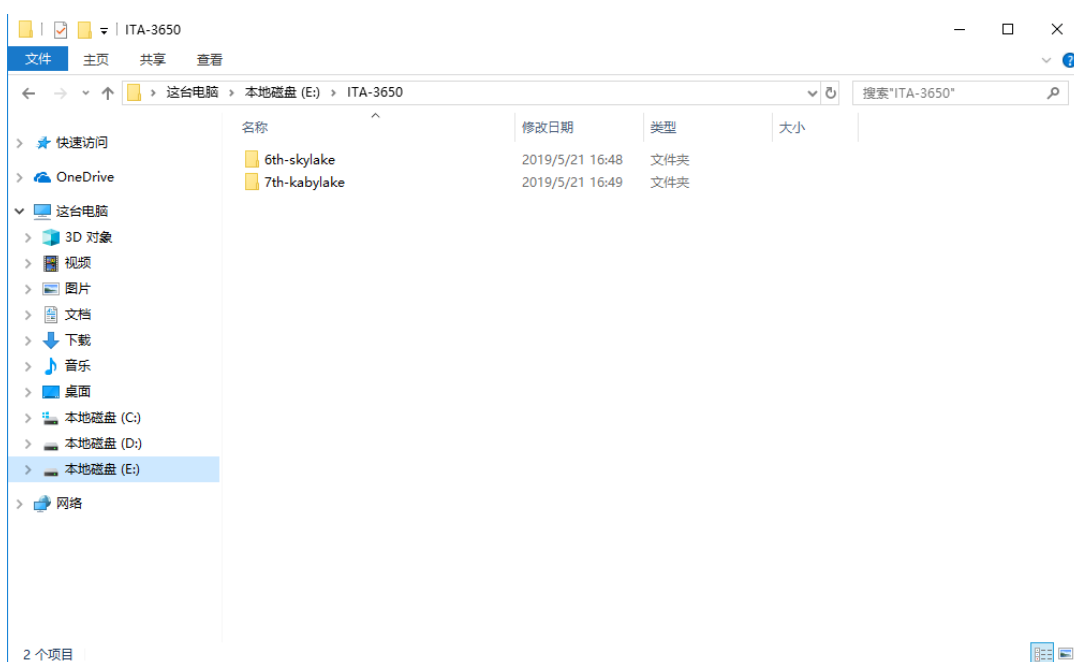 ITA-3650
文件 主页 共享 查看
这台电脑 本地磁盘 (E:) ITA-3650 搜索"ITA-3650"
名称 修改日期 类型 大小
快速访问
6th-skylake 2019/5/21 16:48 文件夹
OneDrive
7th-kabylake 2019/5/21 16:49 文件夹
这台电脑
3D 对象
视频
图片
文档
下载
音乐
桌面
本地磁盘 (C:)
本地磁盘 (D:)
本地磁盘 (E:)
网络
2 个项目